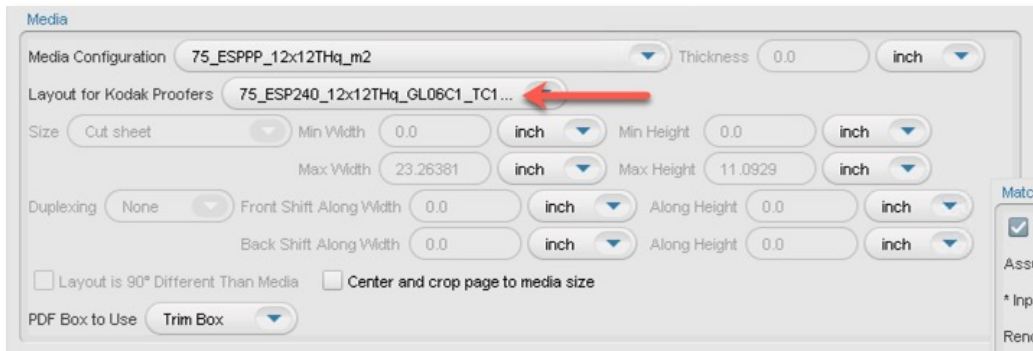 Media
Media Configuration 75_ESPPP_12x12THq_m2 Thickness 0.0 inch
Layout for Kodak Proofers 75_ESP240_12x12THq_GL06C1_TC1...
Size Cut sheet Min Width 0.0 inch Min Height 0.0 inch
Max Width 23.26381 inch Max Height 11.0929 inch
Duplexing None Front Shift Along Width 0.0 inch Along Height 0.0 inch
Back Shift Along Width 0.0 inch Along Height 0.0 inch
Layout is 90° Different Than Media Center and crop page to media size
PDF Box to Use Trim Box